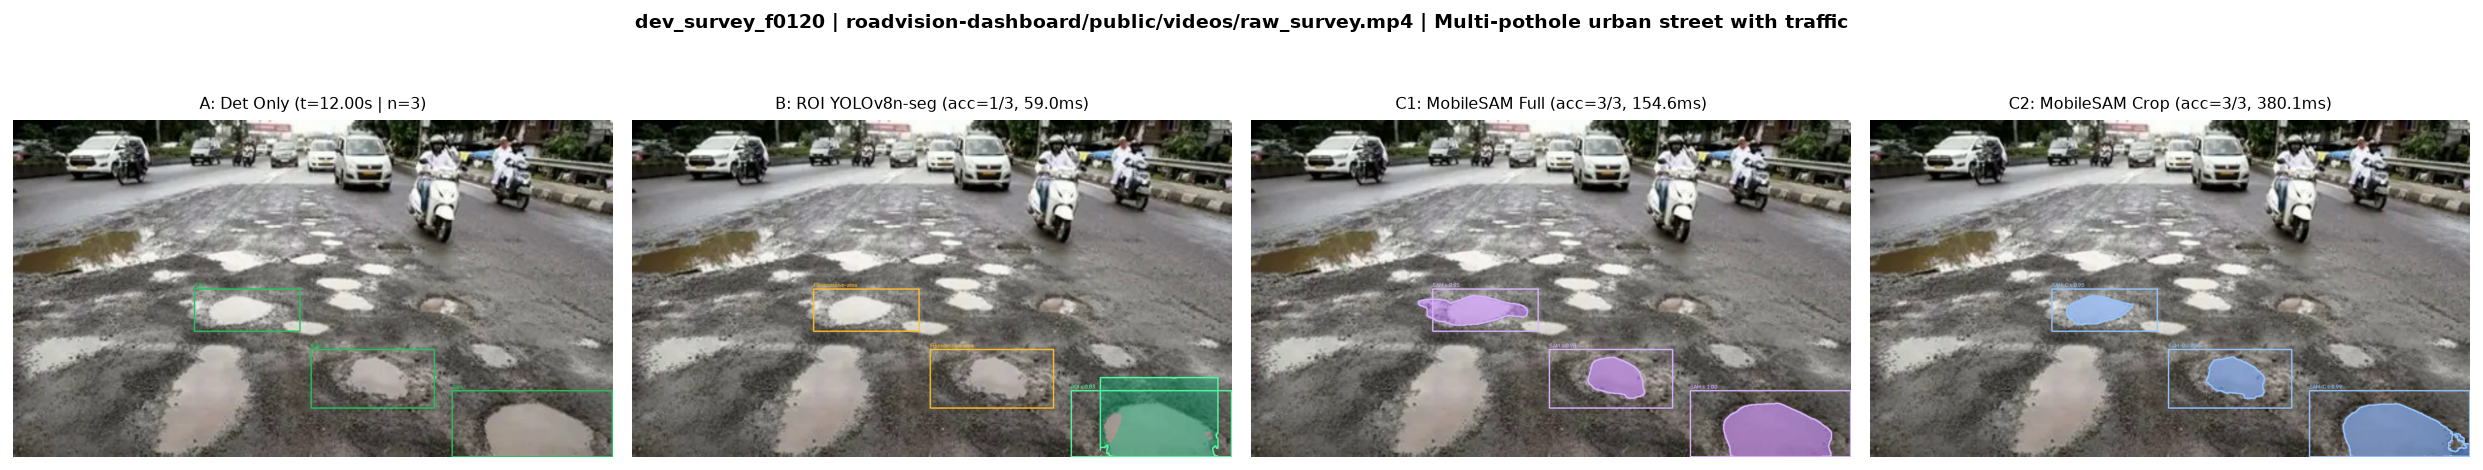 dev_survey_f0120 | roadvision-dashboard/public/videos/raw_survey.mp4 | Multi-pothole urban street with traffic
A: Det Only (t=12.00s | n=3)
B: ROI YOLOv8n-seg (acc=1/3, 59.0ms)
C1: MobileSAM Full (acc=3/3, 154.6ms)
C2: MobileSAM Crop (acc=3/3, 380.1ms)